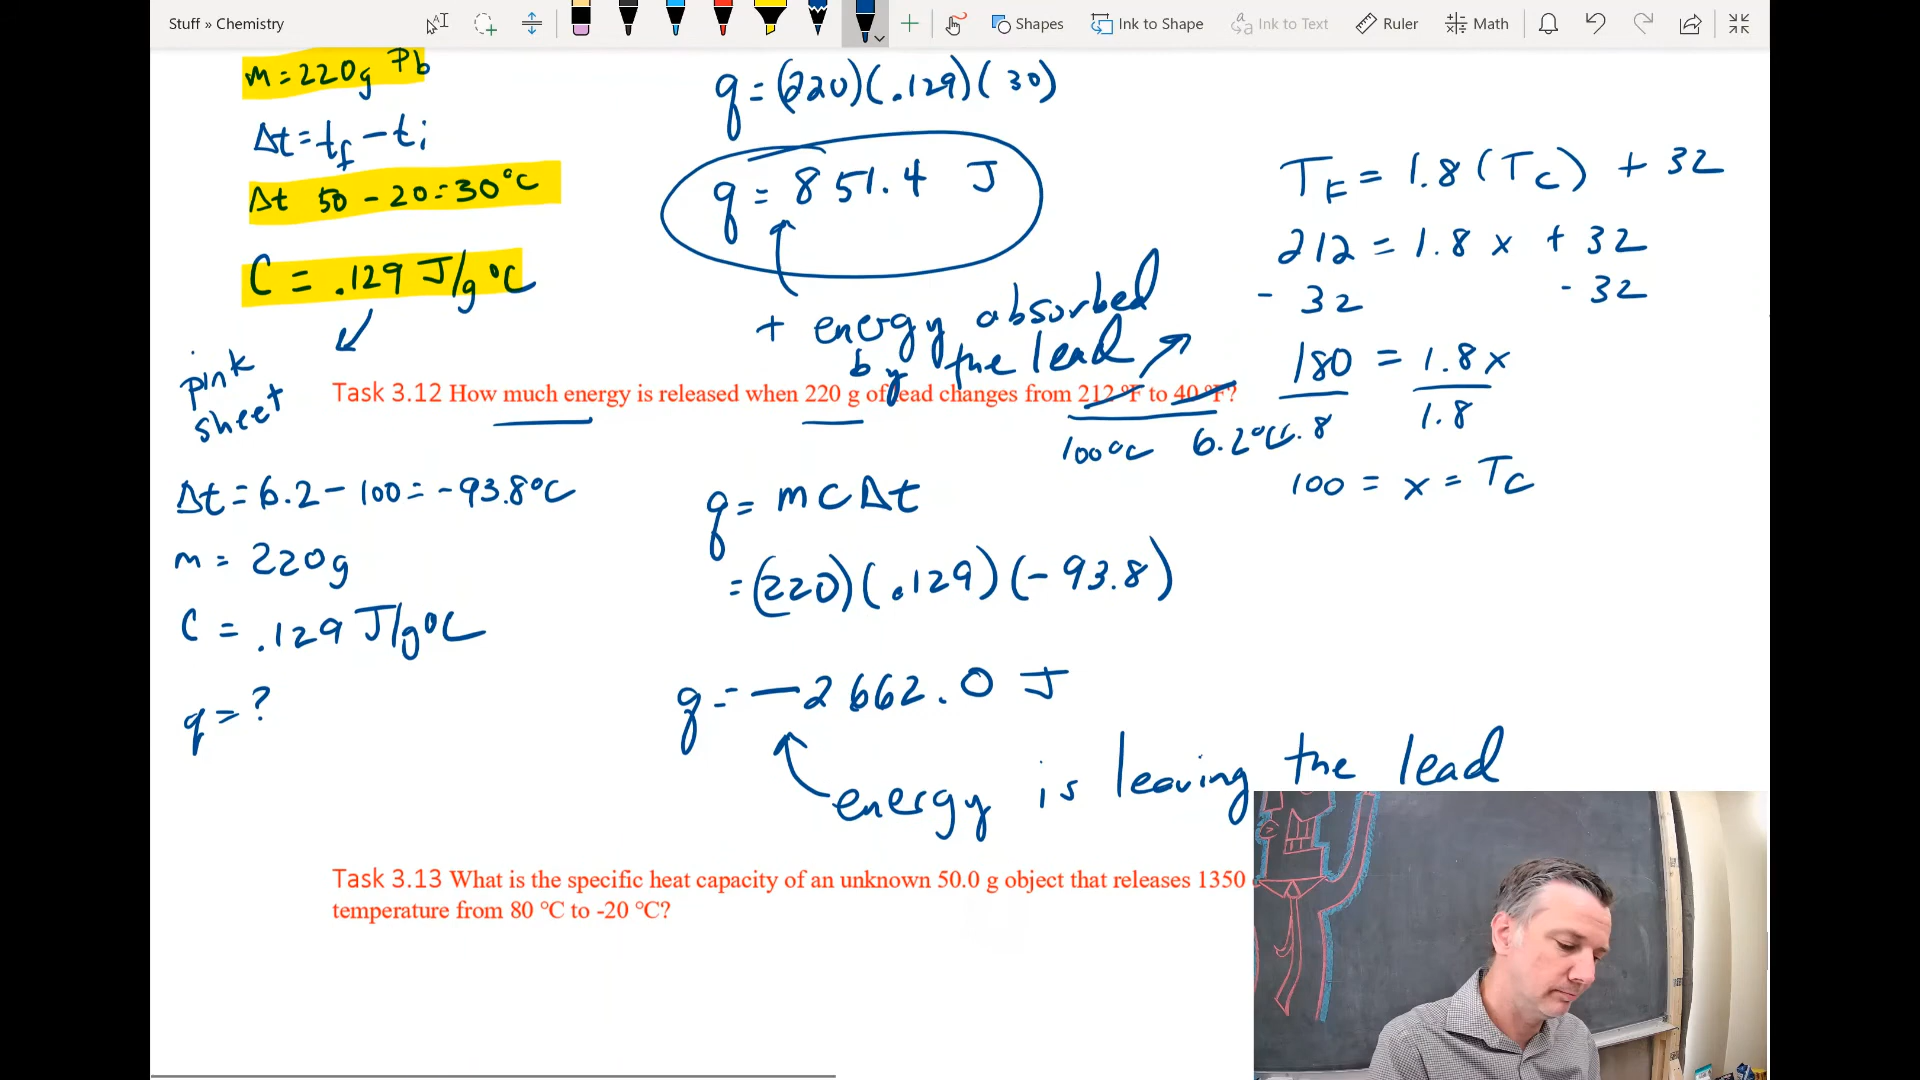 Stuff » Chemistry
Shapes
Ink to Shape
Ink to Text
Ruler
Math
m = 220g Pb
Δt = tf - ti
Δt 50 - 20 = 30°C
C = .129 J/g°C
pink sheet
q = (220)(.129)(30)
q = 851.4 J
+ energy absorbed
by the lead
TF = 1.8(TC) + 32
212 = 1.8x + 32
- 32 - 32
180 = 1.8x
1.8 1.8
100 = x = TC
Task 3.12 How much energy is released when 220 g of lead changes from 212 °F to 40 °F?
100°C 6.2°C
Δt = 6.2 - 100 = -93.8°C
m = 220g
C = .129 J/g°C
q = ?
q = mCΔt
= (220)(.129)(-93.8)
q = -2662.0 J
energy is leaving the lead
Task 3.13 What is the specific heat capacity of an unknown 50.0 g object that releases 1350
temperature from 80 °C to -20 °C?